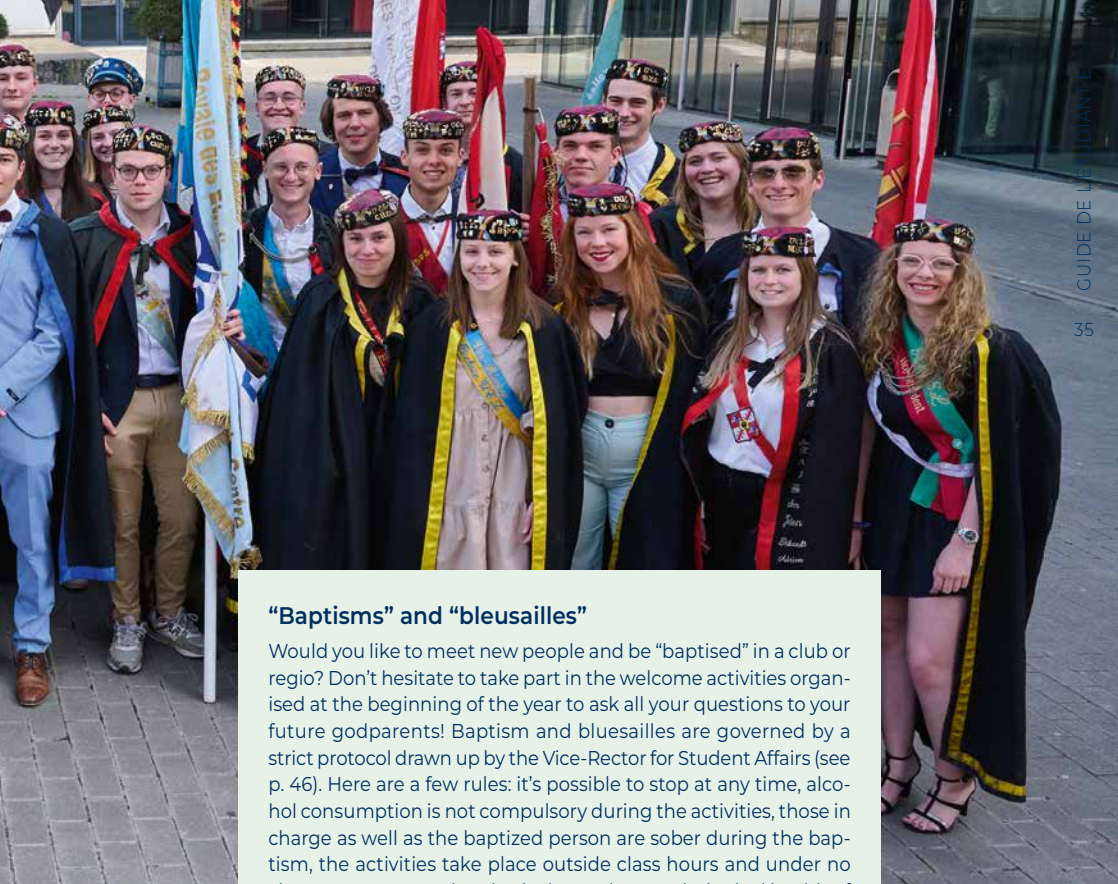 GUIDE DE L'ÉTUDIANT·E
35
“Baptisms” and “bleusailles”
Would you like to meet new people and be “baptised” in a club or
regio? Don’t hesitate to take part in the welcome activities organ-
ised at the beginning of the year to ask all your questions to your
future godparents! Baptism and bluesailles are governed by a
strict protocol drawn up by the Vice-Rector for Student Affairs (see
p. 46). Here are a few rules: it’s possible to stop at any time, alco-
hol consumption is not compulsory during the activities, those in
charge as well as the baptized person are sober during the bap-
tism, the activities take place outside class hours and under no